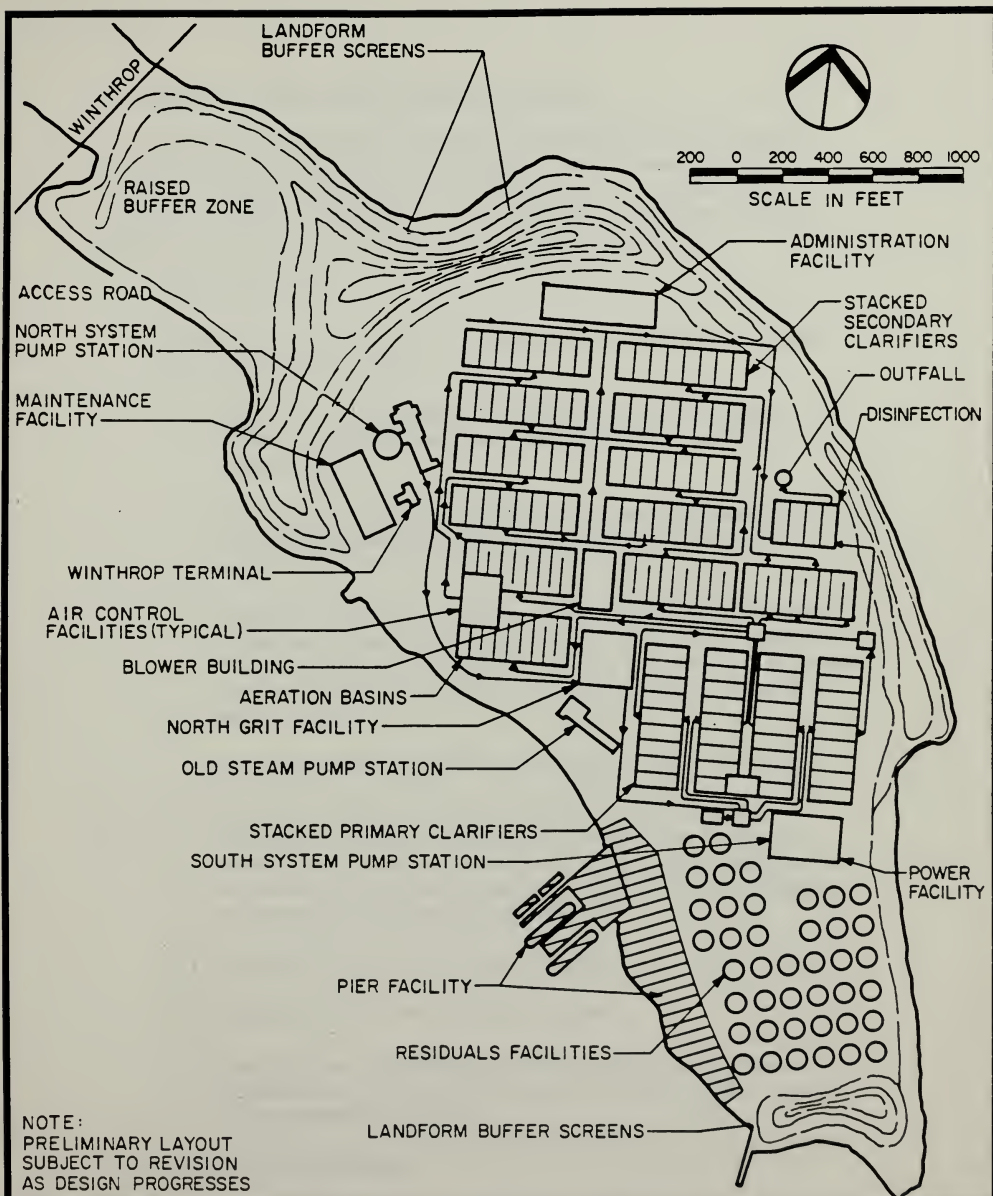 LANDFORM
BUFFER SCREENS
WINTHROP
200 0 200 400 600 800 1000
SCALE IN FEET
RAISED
BUFFER ZONE
ADMINISTRATION
FACILITY
ACCESS ROAD
STACKED
SECONDARY
CLARIFIERS
NORTH SYSTEM
PUMP STATION
OUTFALL
MAINTENANCE
FACILITY
DISINFECTION
WINTHROP TERMINAL
AIR CONTROL
FACILITIES (TYPICAL)
BLOWER BUILDING
AERATION BASINS
NORTH GRIT FACILITY
OLD STEAM PUMP STATION
STACKED PRIMARY CLARIFIERS
SOUTH SYSTEM PUMP STATION
POWER
FACILITY
PIER FACILITY
RESIDUALS FACILITIES
LANDFORM BUFFER SCREENS
NOTE:
PRELIMINARY LAYOUT
SUBJECT TO REVISION
AS DESIGN PROGRESSES